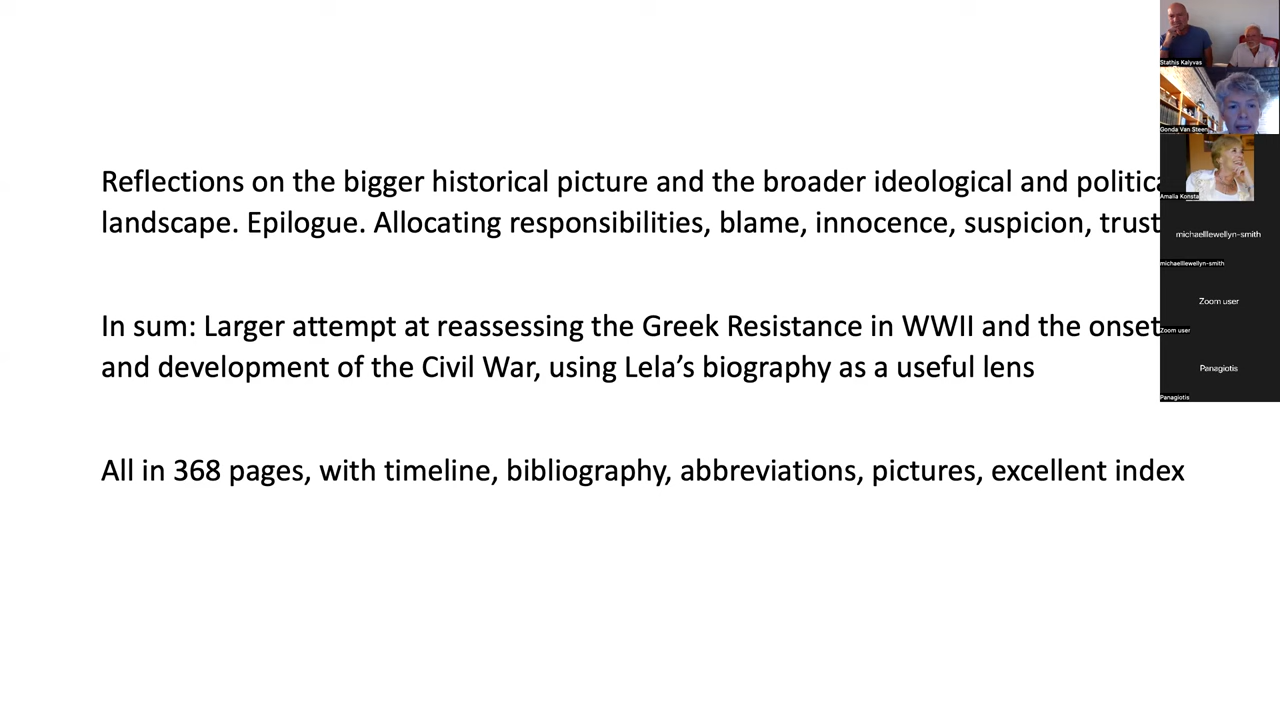 Reflections on the bigger historical picture and the broader ideological and politica
landscape. Epilogue. Allocating responsibilities, blame, innocence, suspicion, trust
In sum: Larger attempt at reassessing the Greek Resistance in WWII and the onset
and development of the Civil War, using Lela’s biography as a useful lens
All in 368 pages, with timeline, bibliography, abbreviations, pictures, excellent index
Stathis Kalyvas
Gonda Van Steen
Amalia Konsta
michaelllewellyn-smith
michaelllewellyn-smith
Zoom user
Zoom user
Panagiotis
Panagiotis